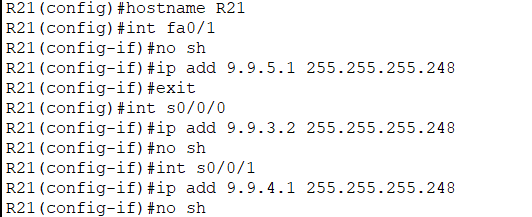 R21(config)#hostname R21
R21(config)#int fa0/1
R21(config-if)#no sh
R21(config-if)#ip add 9.9.5.1 255.255.255.248
R21(config-if)#exit
R21(config)#int s0/0/0
R21(config-if)#ip add 9.9.3.2 255.255.255.248
R21(config-if)#no sh
R21(config-if)#int s0/0/1
R21(config-if)#ip add 9.9.4.1 255.255.255.248
R21(config-if)#no sh